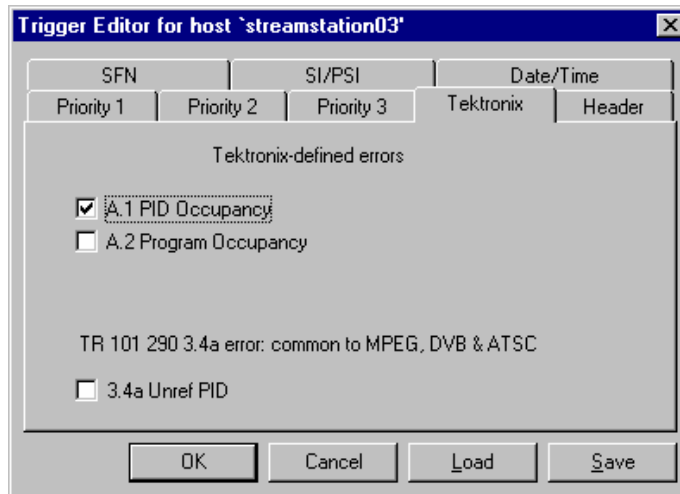 Trigger Editor for host `streamstation03'
SFN SI/PSI Date/Time
Priority 1 Priority 2 Priority 3 Tektronix Header
Tektronix-defined errors
A.1 PID Occupancy
A.2 Program Occupancy
TR 101 290 3.4a error: common to MPEG, DVB & ATSC
3.4a Unref PID
OK Cancel Load Save